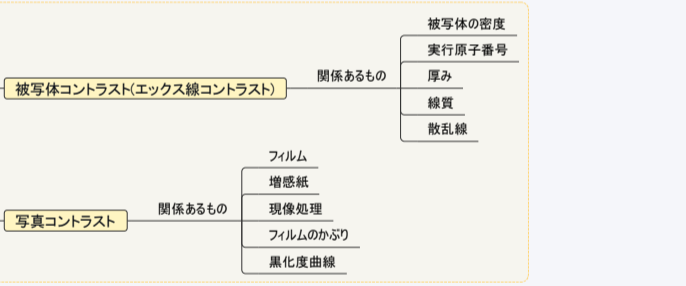 被写体コントラスト(エックス線コントラスト)
関係あるもの
被写体の密度
実行原子番号
厚み
線質
散乱線
写真コントラスト
関係あるもの
フィルム
増感紙
現像処理
フィルムのかぶり
黒化度曲線